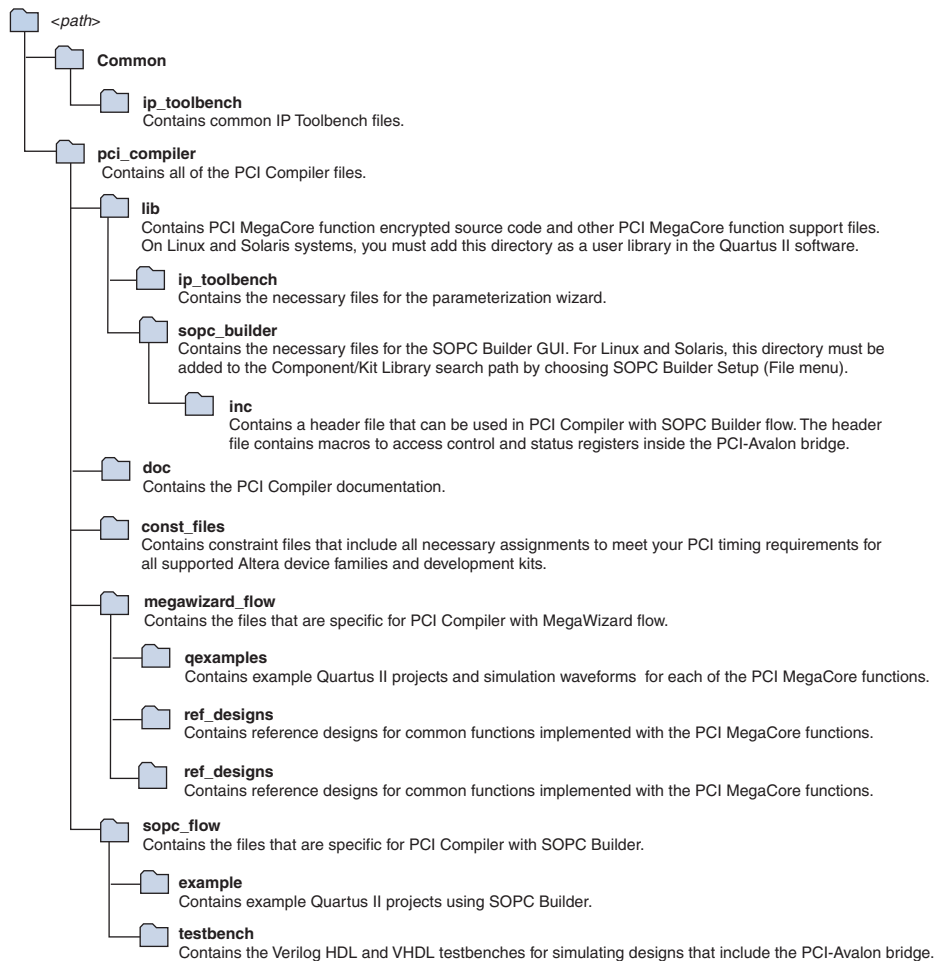 <path>
Common
ip_toolbench
Contains common IP Toolbench files.
pci_compiler
Contains all of the PCI Compiler files.
lib
Contains PCI MegaCore function encrypted source code and other PCI MegaCore function support files.
On Linux and Solaris systems, you must add this directory as a user library in the Quartus II software.
ip_toolbench
Contains the necessary files for the parameterization wizard.
sopc_builder
Contains the necessary files for the SOPC Builder GUI. For Linux and Solaris, this directory must be
added to the Component/Kit Library search path by choosing SOPC Builder Setup (File menu).
inc
Contains a header file that can be used in PCI Compiler with SOPC Builder flow. The header
file contains macros to access control and status registers inside the PCI-Avalon bridge.
doc
Contains the PCI Compiler documentation.
const_files
Contains constraint files that include all necessary assignments to meet your PCI timing requirements for
all supported Altera device families and development kits.
megawizard_flow
Contains the files that are specific for PCI Compiler with MegaWizard flow.
qexamples
Contains example Quartus II projects and simulation waveforms for each of the PCI MegaCore functions.
ref_designs
Contains reference designs for common functions implemented with the PCI MegaCore functions.
ref_designs
Contains reference designs for common functions implemented with the PCI MegaCore functions.
sopc_flow
Contains the files that are specific for PCI Compiler with SOPC Builder.
example
Contains example Quartus II projects using SOPC Builder.
testbench
Contains the Verilog HDL and VHDL testbenches for simulating designs that include the PCI-Avalon bridge.